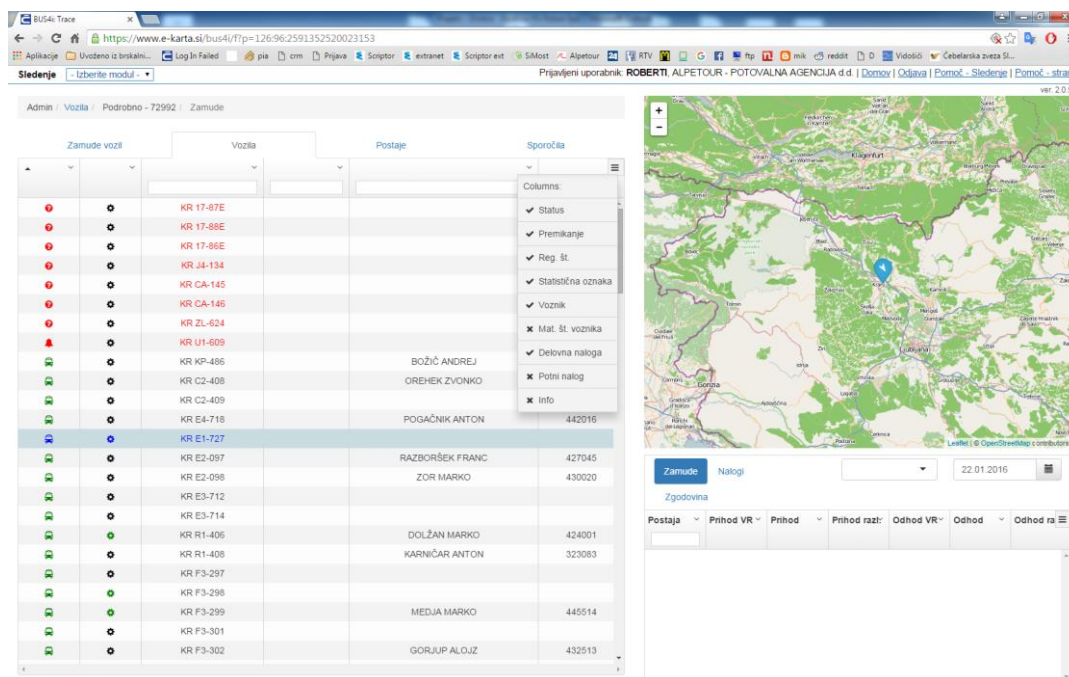 BUS4i Trace
https://www.e-karta.si/bus4i/f?p=126:96:2591352520023153
Aplikacije Uvoženo iz brskalni... Log In Failed pia crm Prijava Scriptor extranet Scriptor ext SiMost Alpetour RTV G ftp mik reddit D Vidošiči Čebelarska zveza Sl...
Sledenje - Izberite modul -
Prijavljeni uporabnik: ROBERTI, ALPETOUR - POTOVALNA AGENCIJA d.d. | Domov | Odjava | Pomoč - Sledenje | Pomoč - stran
ver. 2.0.
Admin / Vozila / Podrobno - 72992 / Zamude
Zamude vozil Vozila Postaje Sporočila
Columns:
Status
Premikanje
Reg. št.
Statistična oznaka
Voznik
Mat. št. voznika
Delovna naloga
Potni nalog
Info
KR 17-87E
KR 17-88E
KR 17-86E
KR J4-134
KR CA-145
KR CA-146
KR ZL-624
KR U1-609
KR KP-486 BOŽIČ ANDREJ
KR C2-408 OREHEK ZVONKO
KR C2-409
KR E4-718 POGAČNIK ANTON 442016
KR E1-727
KR E2-097 RAZBORŠEK FRANC 427045
KR E2-098 ZOR MARKO 430020
KR E3-712
KR E3-714
KR R1-406 DOLŽAN MARKO 424001
KR R1-408 KARNIČAR ANTON 323083
KR F3-297
KR F3-298
KR F3-299 MEDJA MARKO 445514
KR F3-301
KR F3-302 GORJUP ALOJZ 432513
+
-
Klagenfurt
Kranj
Kamnik
Ljubljana
Gorizia
Tolmin
Idrija
Ajdovščina
Postojna
Leaflet | © OpenStreetMap contributors
Zamude Nalogi 22.01.2016
Zgodovina
Postaja Prihod VR Prihod Prihod razl: Odhod VR Odhod Odhod ra